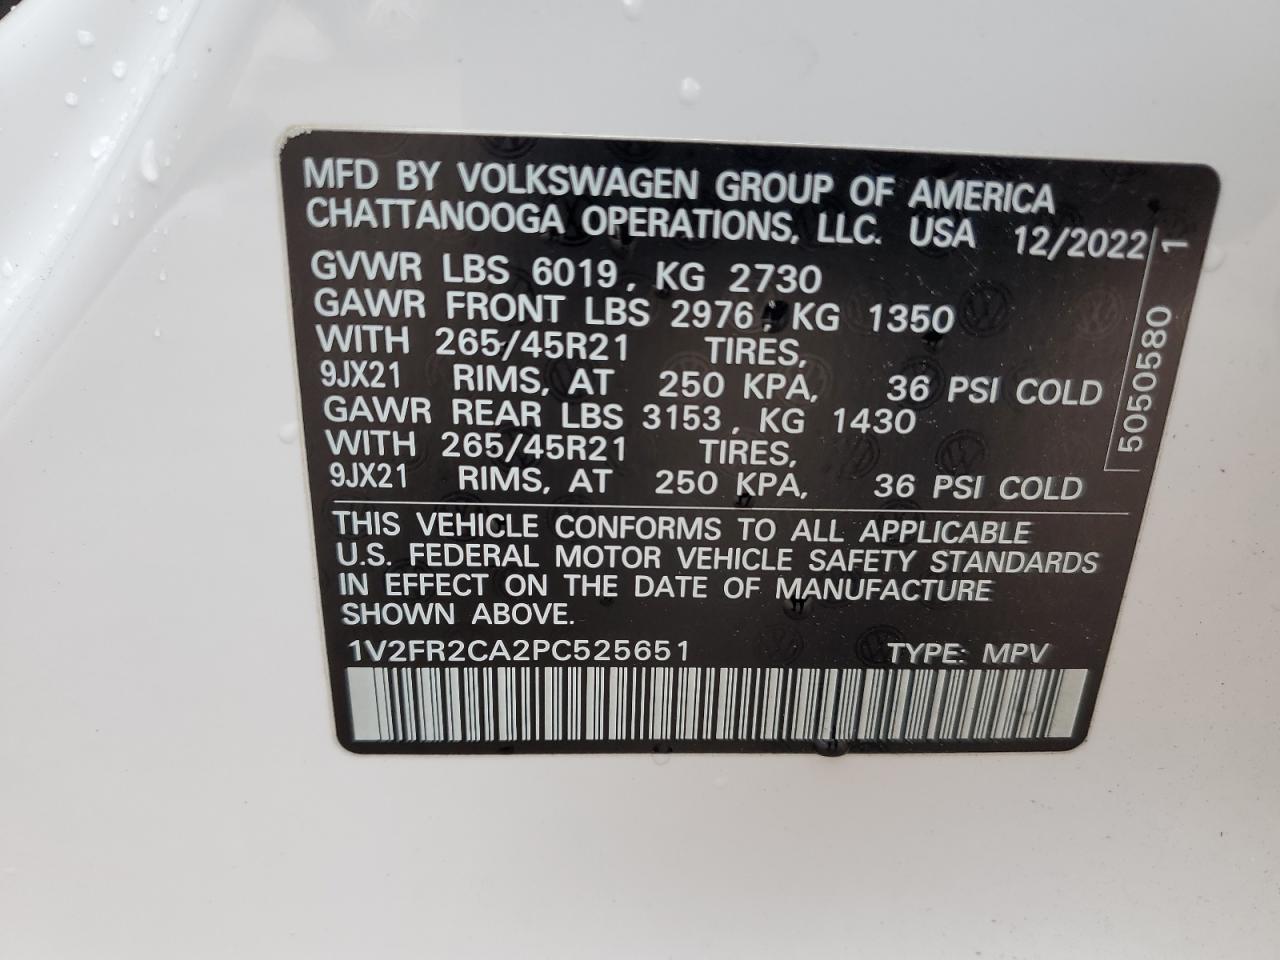 MFD BY VOLKSWAGEN GROUP OF AMERICA
CHATTANOOGA OPERATIONS, LLC. USA 12/2022
GVWR LBS 6019, KG 2730
GAWR FRONT LBS 2976, KG 1350
WITH 265/45R21 TIRES,
9JX21 RIMS, AT 250 KPA, 36 PSI COLD
GAWR REAR LBS 3153, KG 1430
WITH 265/45R21 TIRES,
9JX21 RIMS, AT 250 KPA, 36 PSI COLD
5050580 1
THIS VEHICLE CONFORMS TO ALL APPLICABLE
U.S. FEDERAL MOTOR VEHICLE SAFETY STANDARDS
IN EFFECT ON THE DATE OF MANUFACTURE
SHOWN ABOVE.
1V2FR2CA2PC525651 TYPE: MPV